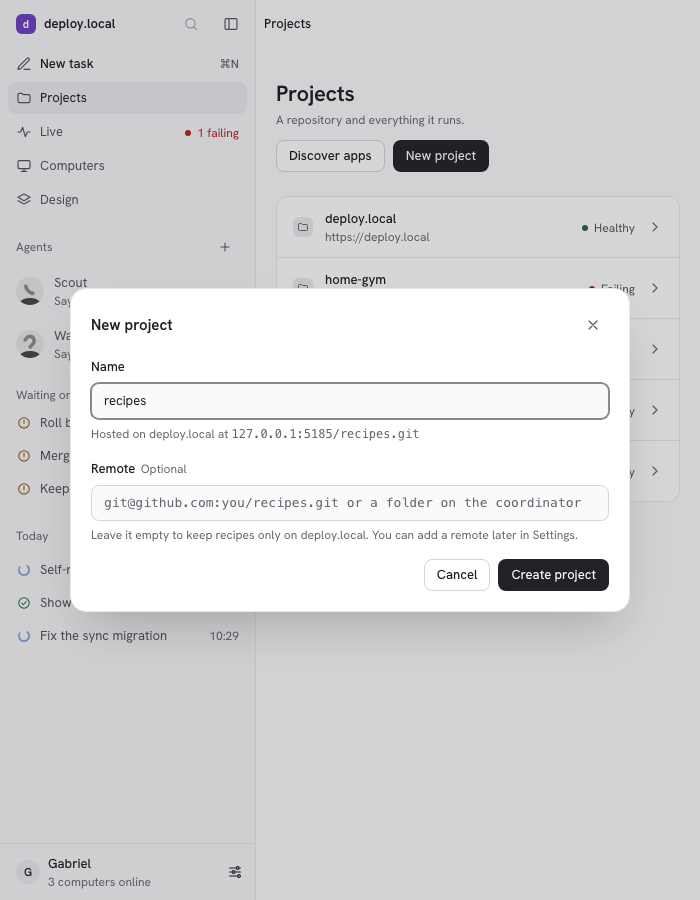 d deploy.local
Projects
New task ⌘N
Projects
Live 1 failing
Computers
Design
Agents
Scout
Say
Say
Waiting
Roll
Keep
Today
Show
Fix the sync migration 10:29
G Gabriel
3 computers online
Projects
A repository and everything it runs.
Discover apps New project
deploy.local
https://deploy.local
Healthy
home-gym
Failing
New project
Name
recipes
Hosted on deploy.local at 127.0.0.1:5185/recipes.git
Remote Optional
git@github.com:you/recipes.git or a folder on the coordinator
Leave it empty to keep recipes only on deploy.local. You can add a remote later in Settings.
Cancel Create project